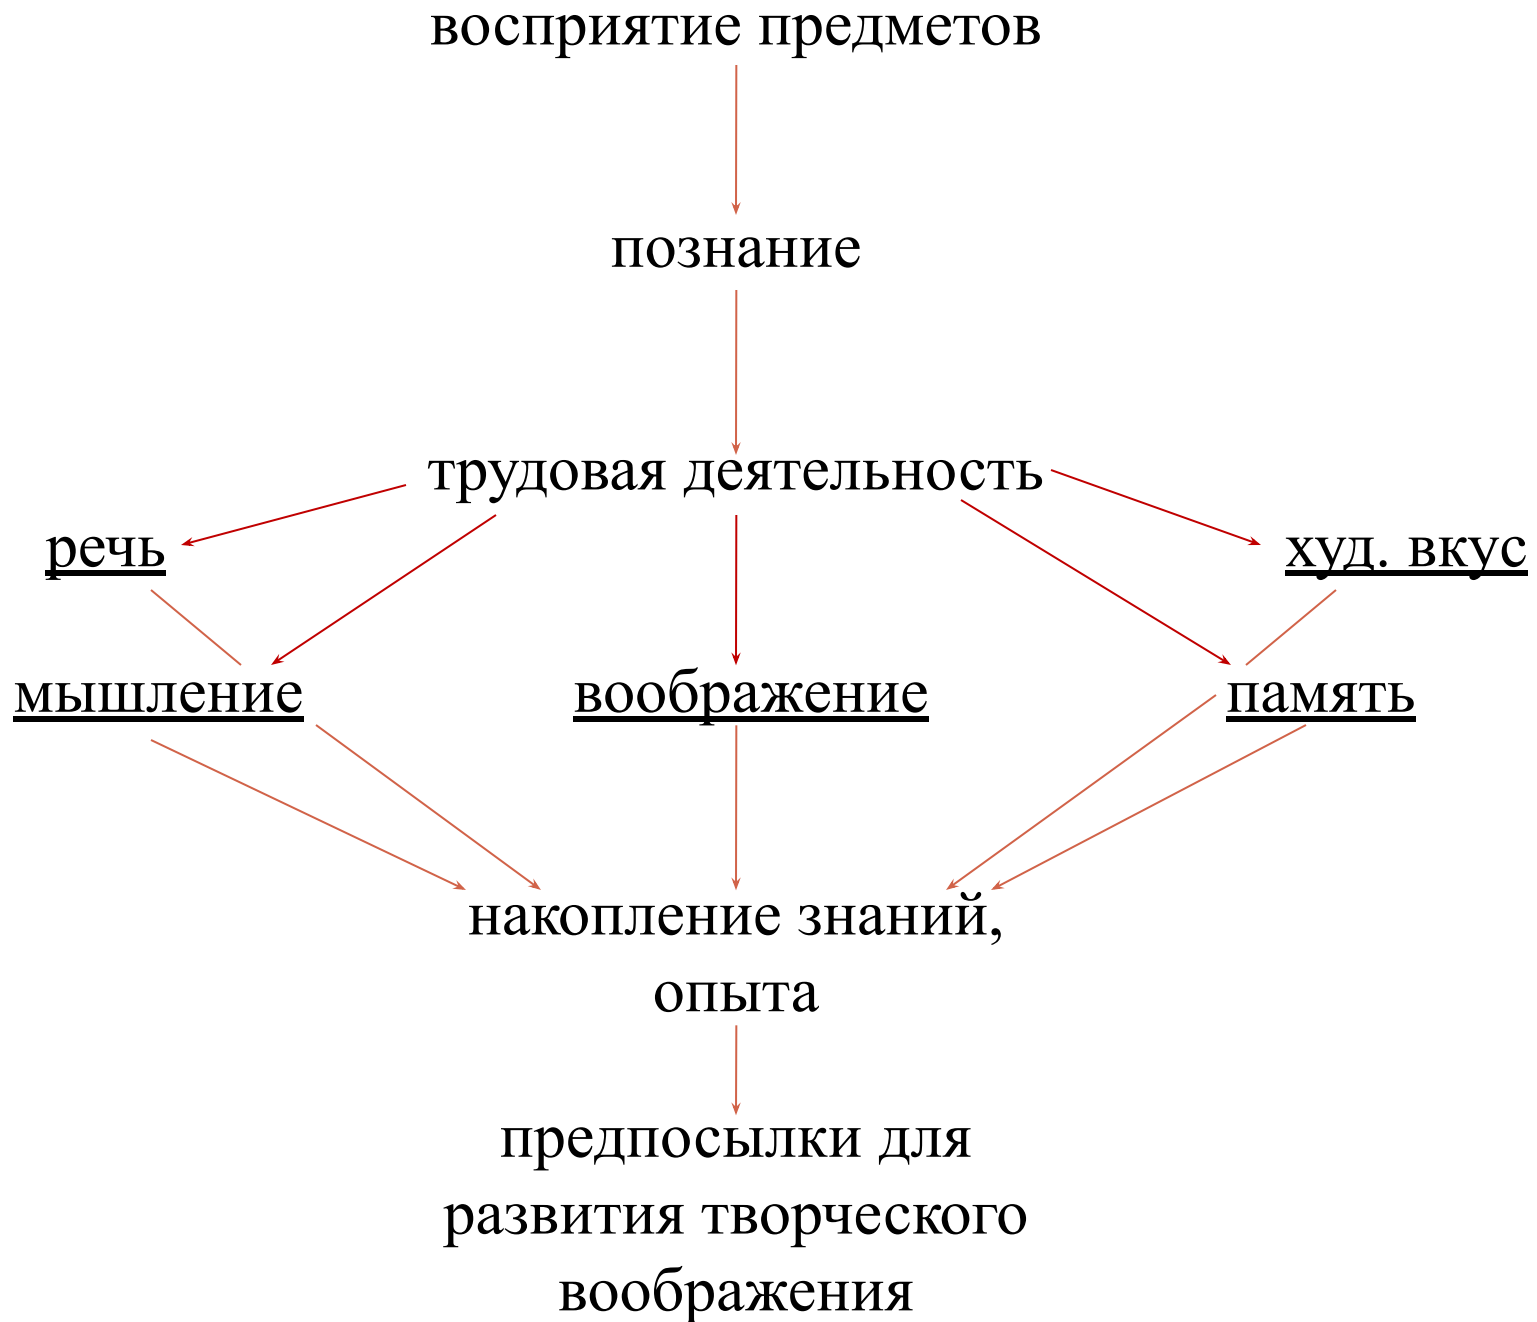 восприятие предметов
познание
трудовая деятельность
речь
худ. вкус
мышление
воображение
память
накопление знаний,
опыта
предпосылки для
развития творческого
воображения